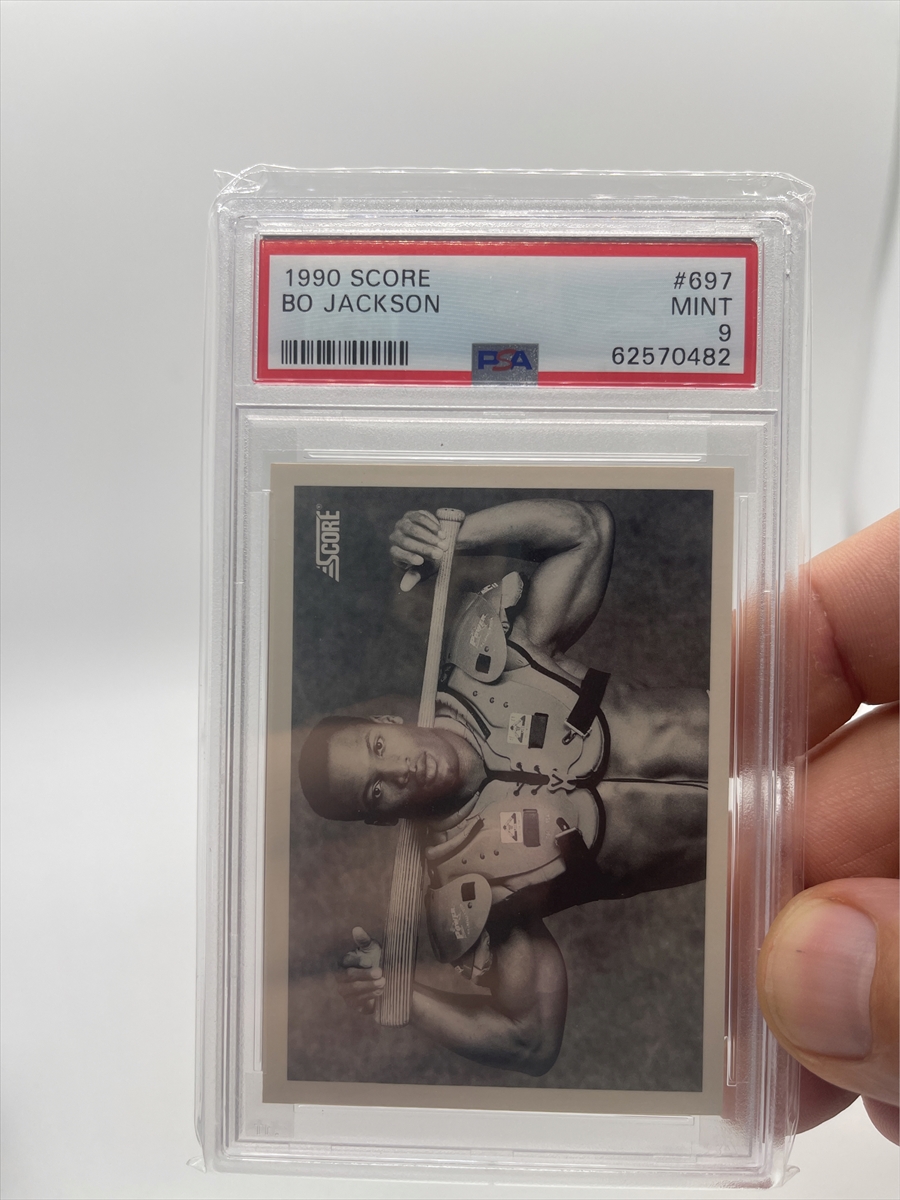 1990 SCORE
BO JACKSON
#697
MINT
9
62570482
PSA
SCORE